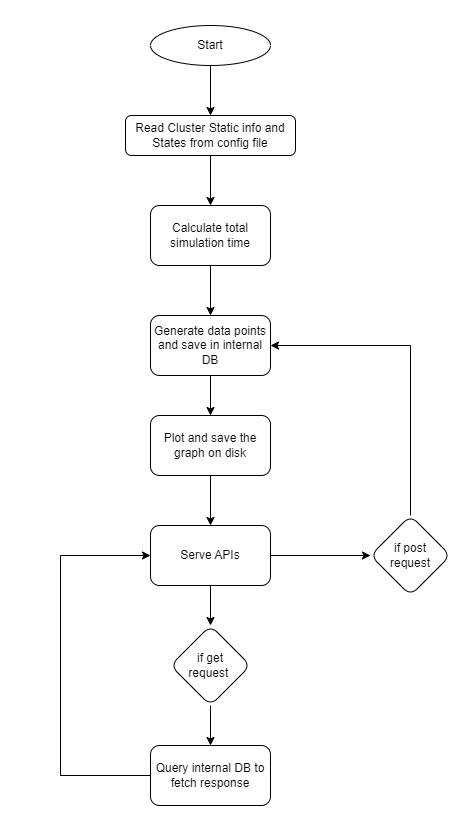 Start
Read Cluster Static info and
States from config file
Calculate total
simulation time
Generate data points
and save in internal
DB
Plot and save the
graph on disk
Serve APIs
if post
request
if get
request
Query internal DB to
fetch response